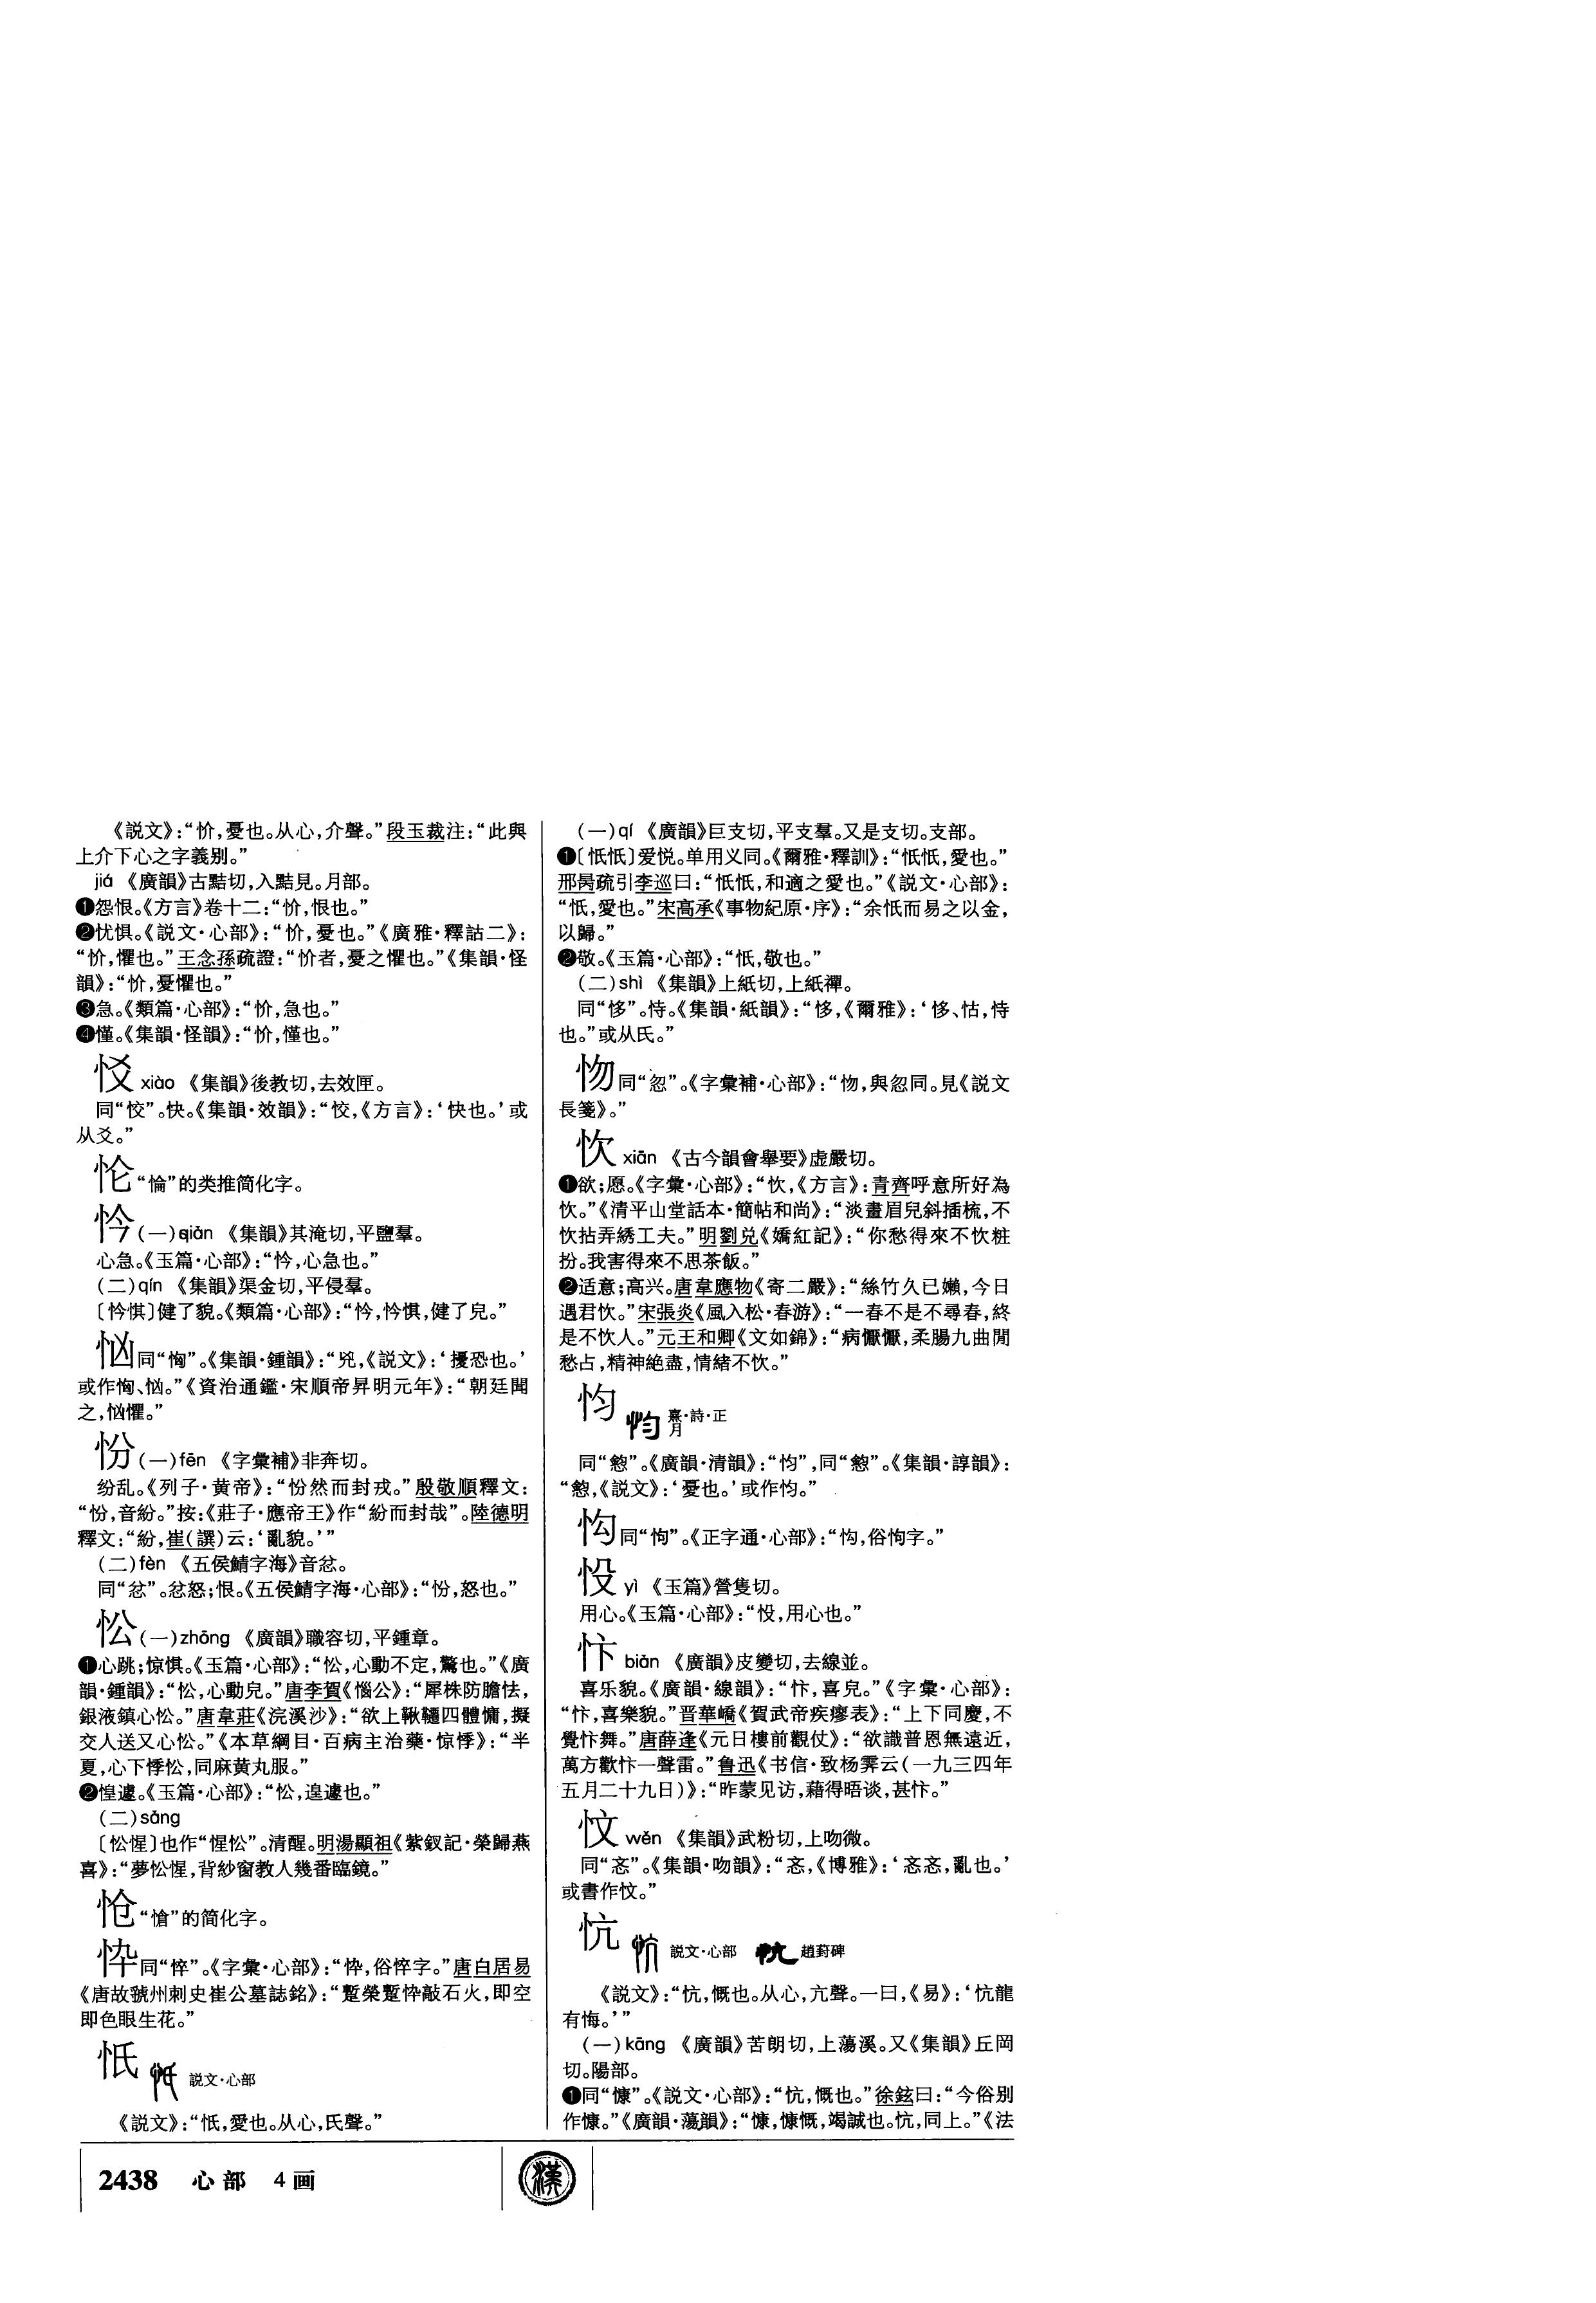 《説文》：“忦，憂也。从心，介聲。”段玉裁注：“此與
上介下心之字義别。”
jiá 《廣韻》古黠切，入黠見。月部。
❶怨恨。《方言》卷十二：“忦，恨也。”
❷忧惧。《説文·心部》：“忦，憂也。”《廣雅·釋詁二》：
“忦，懼也。”王念孫疏證：“忦者，憂之懼也。”《集韻·怪
韻》：“忦，憂懼也。”
❸急。《類篇·心部》：“忦，急也。”
❹慬。《集韻·怪韻》：“忦，慬也。”
㤊 xiào 《集韻》後教切，去效匣。
同“恔”。快。《集韻·效韻》：“恔，《方言》：‘快也。’或
从爻。”
𪫡“惀”的类推简化字。
忴(一)qián 《集韻》其淹切，平鹽羣。
心急。《玉篇·心部》：“忴，心急也。”
(二)qín 《集韻》渠金切，平侵羣。
〔忴惧〕健了貌。《類篇·心部》：“忴，忴惧，健了皃。”
忷同“恟”。《集韻·鍾韻》：“兇，《説文》：‘擾恐也。’
或作恟、忷。”《資治通鑑·宋順帝昇明元年》：“朝廷聞
之，忷懼。”
忿(一)fēn 《字彙補》非奔切。
纷乱。《列子·黄帝》：“㤋然而封戎。”殷敬順釋文：
“㤋，音紛。”按：《莊子·應帝王》作“紛而封哉”。陸德明
釋文：“紛，崔(譔)云：‘亂貌。’”
(二)fèn 《五侯鯖字海》音忿。
同“忿”。忿怒；恨。《五侯鯖字海·心部》：“㤋，怒也。”
忪(一)zhōng 《廣韻》職容切，平鍾章。
❶心跳；惊惧。《玉篇·心部》：“忪，心動不定，驚也。”《廣
韻·鍾韻》：“忪，心動皃。”唐李賀《惱公》：“犀株防膽怯，
銀液鎮心忪。”唐韋莊《浣溪沙》：“欲上鞦韆四體慵，擬
交人送又心忪。”《本草綱目·百病主治藥·惊悸》：“半
夏，心下悸忪，同麻黄丸服。”
❷惶遽。《玉篇·心部》：“忪，遑遽也。”
(二)sōng
〔忪惺〕也作“惺忪”。清醒。明湯顯祖《紫釵記·榮歸燕
喜》：“夢忪惺，背紗窗教人幾番臨鏡。”
怆“愴”的简化字。
忰同“悴”。《字彙·心部》：“忰，俗悴字。”唐白居易
《唐故虢州刺史崔公墓誌銘》：“蹔榮蹔忰敲石火，即空
即色眼生花。”
忯 説文·心部
《説文》：“忯，愛也。从心，氏聲。”
(一)qí 《廣韻》巨支切，平支羣。又是支切。支部。
❶〔忯忯〕爱悦。单用义同。《爾雅·釋訓》：“忯忯，愛也。”
邢昺疏引李巡曰：“忯忯，和適之愛也。”《説文·心部》：
“忯，愛也。”宋高承《事物紀原·序》：“余忯而易之以金，
以歸。”
❷敬。《玉篇·心部》：“忯，敬也。”
(二)shì 《集韻》上紙切，上紙禪。
同“恀”。恃。《集韻·紙韻》：“恀，《爾雅》：‘恀、怙，恃
也。”或从氏。”
忇同“忽”。《字彙補·心部》：“㤆，與忽同。見《説文
長箋》。”
忺 xiān 《古今韻會舉要》虚嚴切。
❶欲；愿。《字彙·心部》：“忺，《方言》：青齊呼意所好為
忺。”《清平山堂話本·簡帖和尚》：“淡畫眉兒斜插梳，不
忺拈弄綉工夫。”明劉兑《嬌紅記》：“你愁得來不忺粧
扮。我害得來不思茶飯。”
❷适意；高兴。唐韋應物《寄二嚴》：“絲竹久已嬾，今日
遇君忺。”宋張炎《風入松·春游》：“一春不是不尋春，終
是不忺人。”元王和卿《文如錦》：“病懨懨，柔腸九曲閒
愁占，精神絶盡，情緒不忺。”
㤅 熹·詩·正
月
同“惸”。《廣韻·清韻》：“㤅”，同“惸”。《集韻·諄韻》：
“惸，《説文》：‘憂也。’或作㤅。”
㤓同“怐”。《正字通·心部》：“㤓，俗怐字。”
㤀 yì 《玉篇》營隻切。
用心。《玉篇·心部》：“㤀，用心也。”
忭 biàn 《廣韻》皮變切，去線並。
喜乐貌。《廣韻·線韻》：“忭，喜皃。”《字彙·心部》：
“忭，喜樂貌。”晋華嶠《賀武帝疾瘳表》：“上下同慶，不
覺忭舞。”唐薛逢《元日樓前觀仗》：“欲識普恩無遠近，
萬方歡忭一聲雷。”鲁迅《书信·致杨霁云(一九三四年
五月二十九日)》：“昨蒙见访，藉得晤谈，甚忭。”
忟 wěn 《集韻》武粉切，上吻微。
同“忞”。《集韻·吻韻》：“忞，《博雅》：‘忞忞，亂也。’
或書作忟。”
忼 説文·心部 趙葑碑
《説文》：“忼，慨也。从心，亢聲。一曰，《易》：‘忼龍
有悔。’”
(一)kāng 《廣韻》苦朗切，上蕩溪。又《集韻》丘岡
切。陽部。
❶同“慷”。《説文·心部》：“忼，慨也。”徐鉉曰：“今俗别
作慷。”《廣韻·蕩韻》：“慷，慷慨，竭誠也。忼，同上。”《法
2438 心部 4画
漢